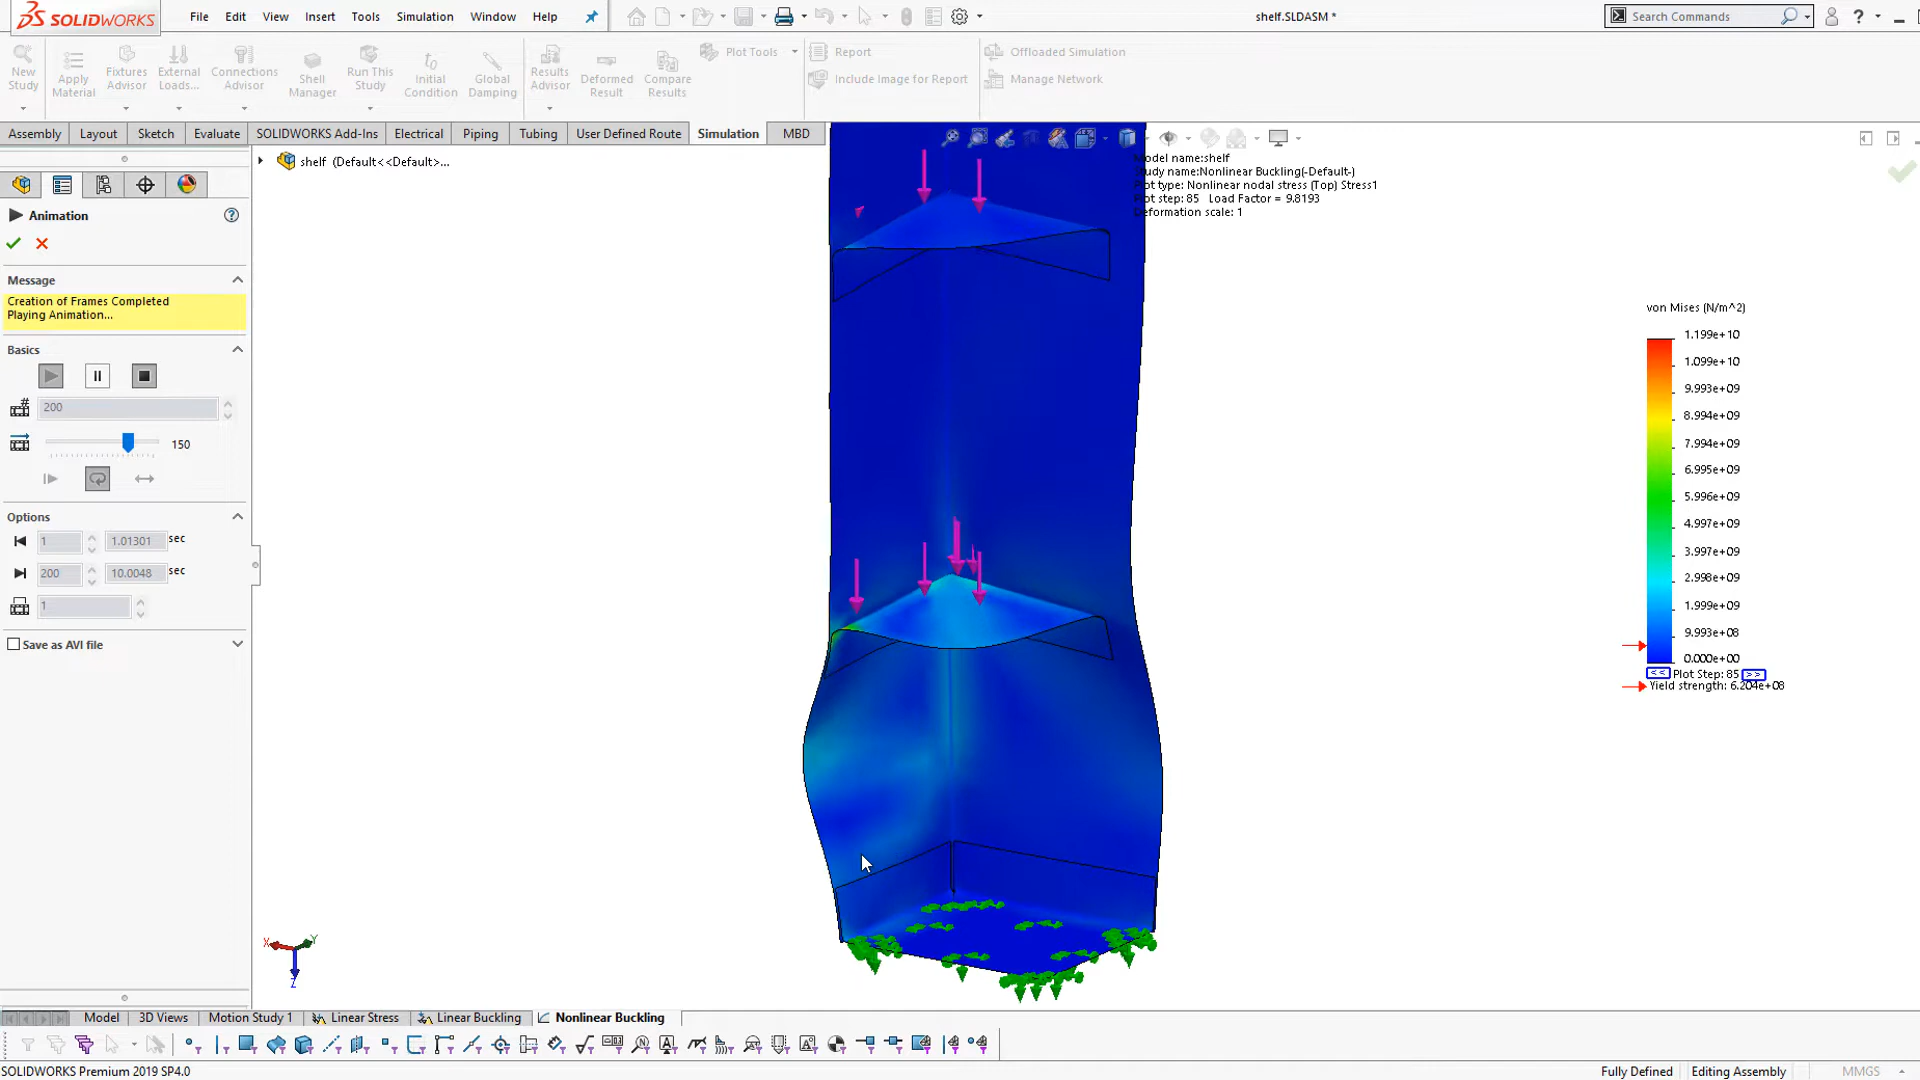 SOLIDWORKS
File Edit View Insert Tools Simulation Window Help
shelf.SLDASM *
Search Commands
?
New Study
Apply Material
Fixtures Advisor
External Loads...
Connections Advisor
Shell Manager
Run This Study
Initial Condition
Global Damping
Results Advisor
Deformed Result
Compare Results
Plot Tools
Report
Include Image for Report
Offloaded Simulation
Manage Network
Assembly Layout Sketch Evaluate SOLIDWORKS Add-Ins Electrical Piping Tubing User Defined Route Simulation MBD
shelf (Default<<Default>...
Model name:shelf
Study name:Nonlinear Buckling(-Default-)
Plot type: Nonlinear nodal stress (Top) Stress1
Plot step: 85 Load Factor = 9.8193
Deformation scale: 1
Animation
Message
Creation of Frames Completed
Playing Animation...
Basics
200
150
Options
1 1.01301 sec
200 10.0048 sec
1
Save as AVI file
von Mises (N/m^2)
1.199e+10
1.099e+10
9.993e+09
8.994e+09
7.994e+09
6.995e+09
5.996e+09
4.997e+09
3.997e+09
2.998e+09
1.999e+09
9.993e+08
0.000e+00
<< Plot Step: 85 >>
Yield strength: 6.204e+08
X Y
Z
Model 3D Views Motion Study 1 Linear Stress Linear Buckling Nonlinear Buckling
SOLIDWORKS Premium 2019 SP4.0
Fully Defined Editing Assembly MMGS